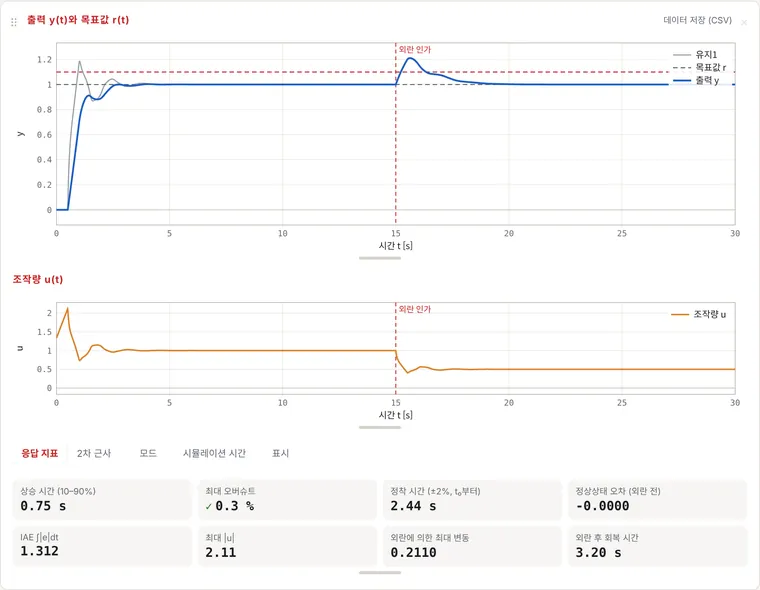 출력 y(t)와 목표값 r(t)
데이터 저장 (CSV) ×
외란 인가
유지1
목표값 r
출력 y
1.2
1
0.8
0.6
0.4
0.2
0
y
0 5 10 15 20 25 30
시간 t [s]
조작량 u(t)
외란 인가
조작량 u
2
1.5
1
0.5
0
u
0 5 10 15 20 25 30
시간 t [s]
응답 지표 2차 근사 모드 시뮬레이션 시간 표시
상승 시간 (10–90%)
0.75 s
최대 오버슈트
✓ 0.3 %
정착 시간 (±2%, t₀부터)
2.44 s
정상상태 오차 (외란 전)
-0.0000
IAE ∫|e|dt
1.312
최대 |u|
2.11
외란에 의한 최대 변동
0.2110
외란 후 회복 시간
3.20 s